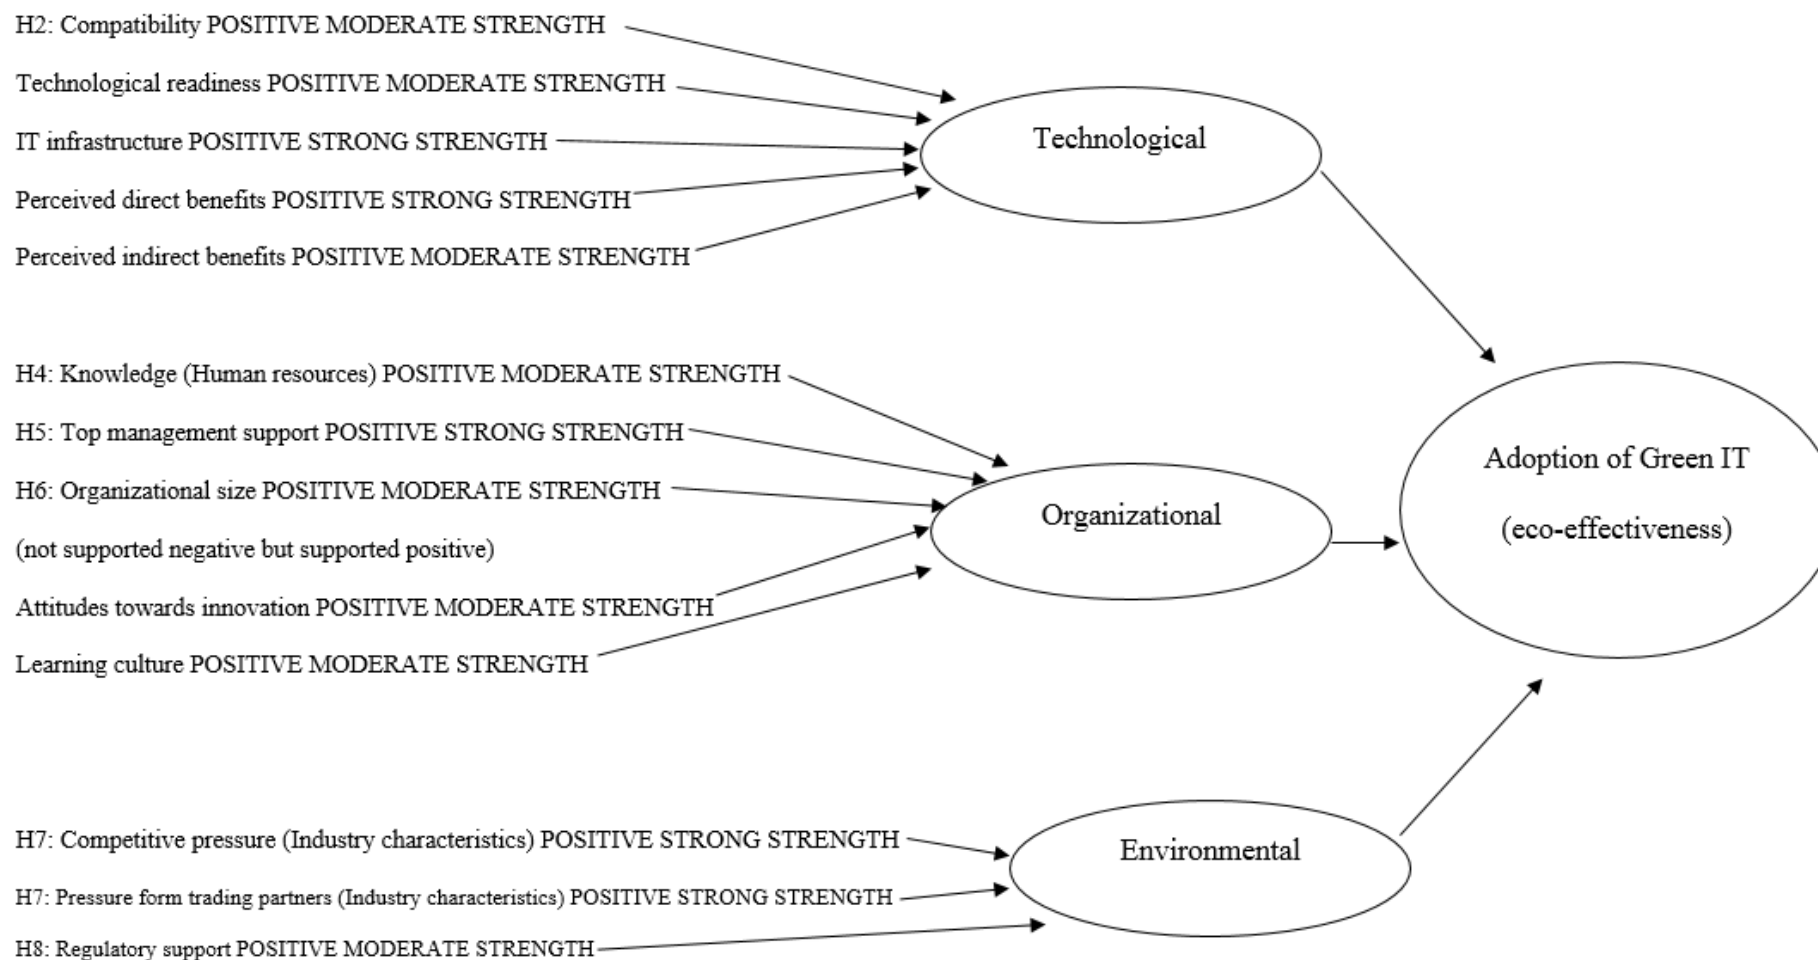 H2: Compatibility POSITIVE MODERATE STRENGTH
Technological readiness POSITIVE MODERATE STRENGTH
IT infrastructure POSITIVE STRONG STRENGTH
Perceived direct benefits POSITIVE STRONG STRENGTH
Perceived indirect benefits POSITIVE MODERATE STRENGTH
Technological
H4: Knowledge (Human resources) POSITIVE MODERATE STRENGTH
H5: Top management support POSITIVE STRONG STRENGTH
H6: Organizational size POSITIVE MODERATE STRENGTH
(not supported negative but supported positive)
Attitudes towards innovation POSITIVE MODERATE STRENGTH
Learning culture POSITIVE MODERATE STRENGTH
Organizational
Adoption of Green IT
(eco-effectiveness)
H7: Competitive pressure (Industry characteristics) POSITIVE STRONG STRENGTH
H7: Pressure form trading partners (Industry characteristics) POSITIVE STRONG STRENGTH
H8: Regulatory support POSITIVE MODERATE STRENGTH
Environmental